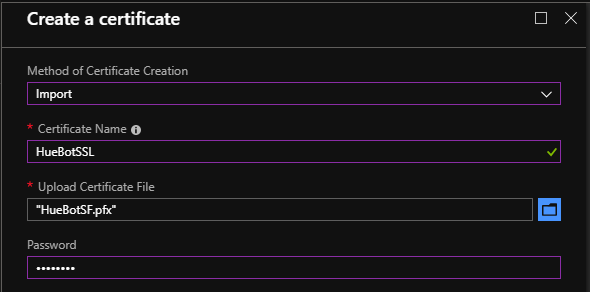 Create a certificate
Method of Certificate Creation
Import
* Certificate Name
HueBotSSL
* Upload Certificate File
"HueBotSF.pfx"
Password
••••••••